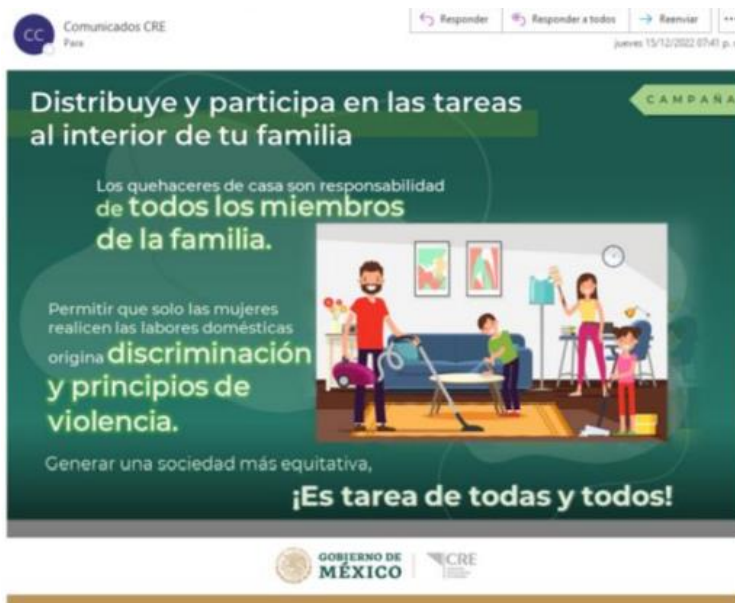 CC
Comunicados CRE
Para
Responder
Responder a todos
Reenviar
jueves 15/12/2022 07:41 p.
Distribuye y participa en las tareas
al interior de tu familia
CAMPAÑA
Los quehaceres de casa son responsabilidad
de todos los miembros
de la familia.
Permitir que solo las mujeres
realicen las labores domésticas
origina discriminación
y principios de
violencia.
Generar una sociedad más equitativa,
¡Es tarea de todas y todos!
GOBIERNO DE
MÉXICO
CRE